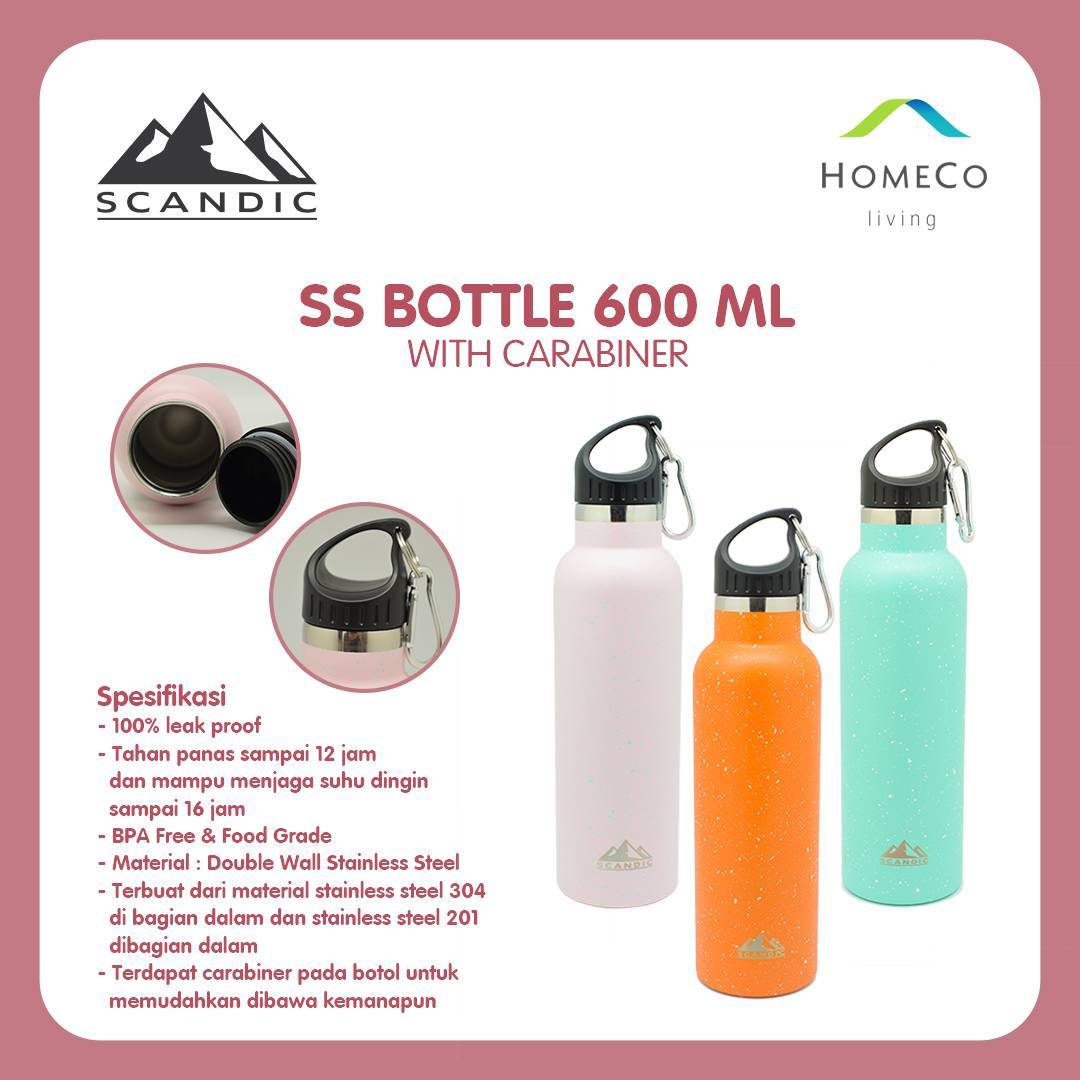 SCANDIC
HOMECO
living
SS BOTTLE 600 ML
WITH CARABINER
Spesifikasi
- 100% leak proof
- Tahan panas sampai 12 jam
dan mampu menjaga suhu dingin
sampai 16 jam
- BPA Free & Food Grade
- Material : Double Wall Stainless Steel
- Terbuat dari material stainless steel 304
di bagian dalam dan stainless steel 201
dibagian dalam
- Terdapat carabiner pada botol untuk
memudahkan dibawa kemanapun
SCANDIC
SCANDIC
SCANDIC